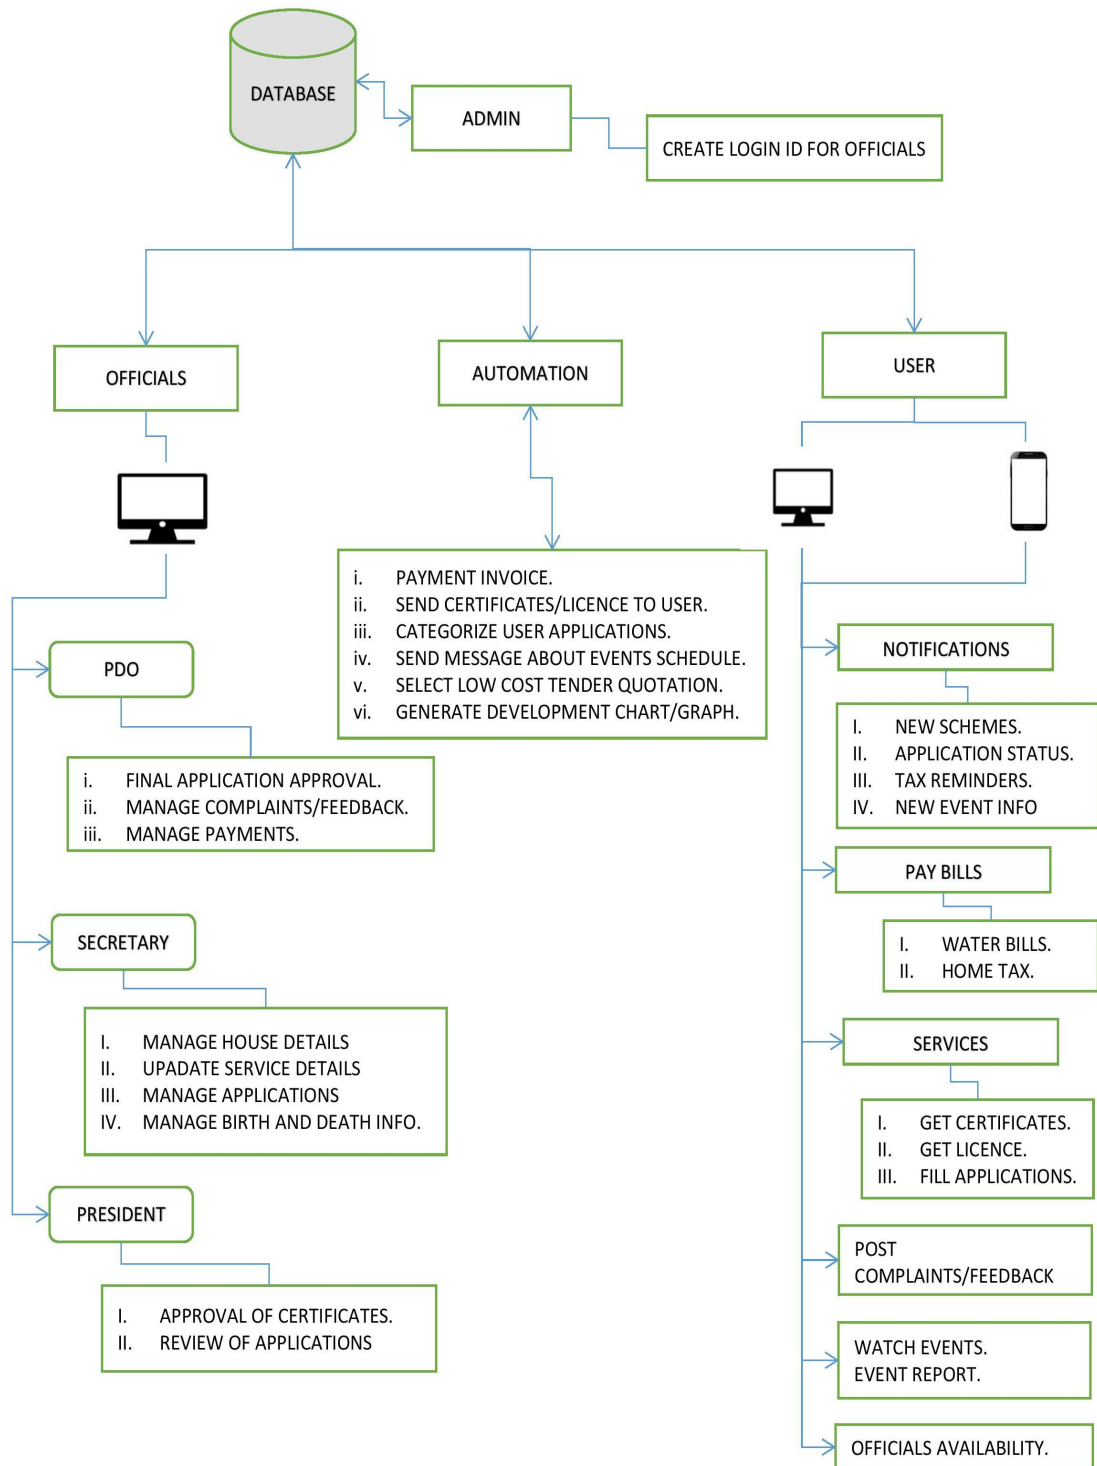 DATABASE
ADMIN
CREATE LOGIN ID FOR OFFICIALS
OFFICIALS
AUTOMATION
USER
i. PAYMENT INVOICE.
ii. SEND CERTIFICATES/LICENCE TO USER.
iii. CATEGORIZE USER APPLICATIONS.
iv. SEND MESSAGE ABOUT EVENTS SCHEDULE.
v. SELECT LOW COST TENDER QUOTATION.
vi. GENERATE DEVELOPMENT CHART/GRAPH.
PDO
i. FINAL APPLICATION APPROVAL.
ii. MANAGE COMPLAINTS/FEEDBACK.
iii. MANAGE PAYMENTS.
SECRETARY
I. MANAGE HOUSE DETAILS
II. UPADATE SERVICE DETAILS
III. MANAGE APPLICATIONS
IV. MANAGE BIRTH AND DEATH INFO.
PRESIDENT
I. APPROVAL OF CERTIFICATES.
II. REVIEW OF APPLICATIONS
NOTIFICATIONS
I. NEW SCHEMES.
II. APPLICATION STATUS.
III. TAX REMINDERS.
IV. NEW EVENT INFO
PAY BILLS
I. WATER BILLS.
II. HOME TAX.
SERVICES
I. GET CERTIFICATES.
II. GET LICENCE.
III. FILL APPLICATIONS.
POST
COMPLAINTS/FEEDBACK
WATCH EVENTS.
EVENT REPORT.
OFFICIALS AVAILABILITY.